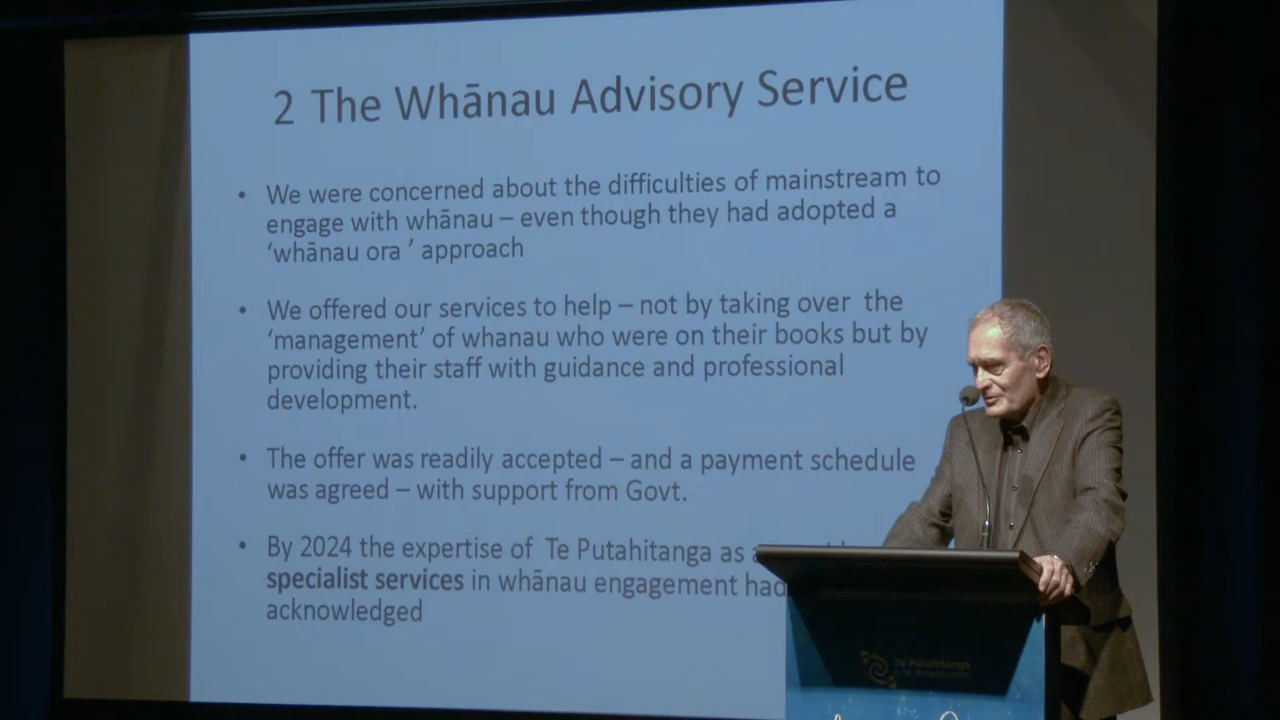 2 The Whānau Advisory Service
• We were concerned about the difficulties of mainstream to
engage with whānau – even though they had adopted a
‘whānau ora ’ approach
• We offered our services to help – not by taking over  the
‘management’ of whanau who were on their books but by
providing their staff with guidance and professional
development.
• The offer was readily accepted – and a payment schedule
was agreed – with support from Govt.
• By 2024 the expertise of  Te Putahitanga as
specialist services in whānau engagement had
acknowledged
Te Pūtahitanga